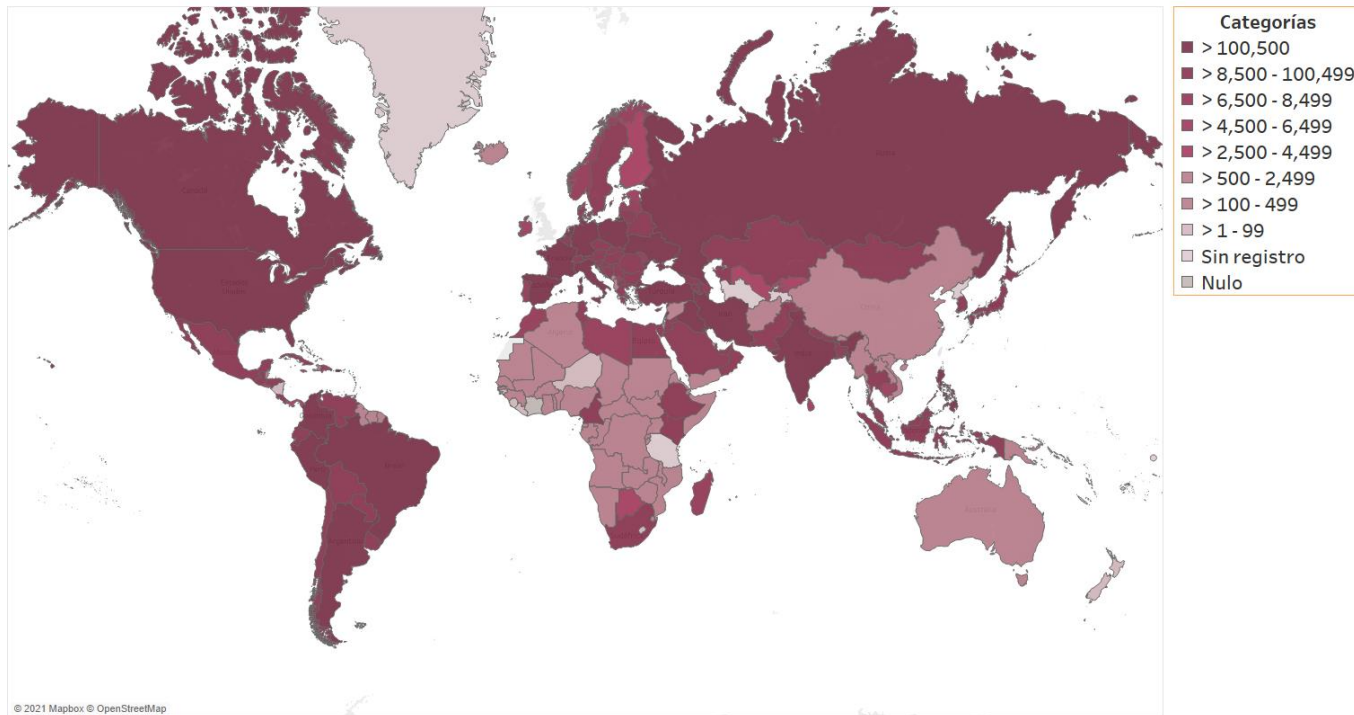 Categorías
> 100,500
> 8,500 - 100,499
> 6,500 - 8,499
> 4,500 - 6,499
> 2,500 - 4,499
> 500 - 2,499
> 100 - 499
> 1 - 99
Sin registro
Nulo
© 2021 Mapbox © OpenStreetMap